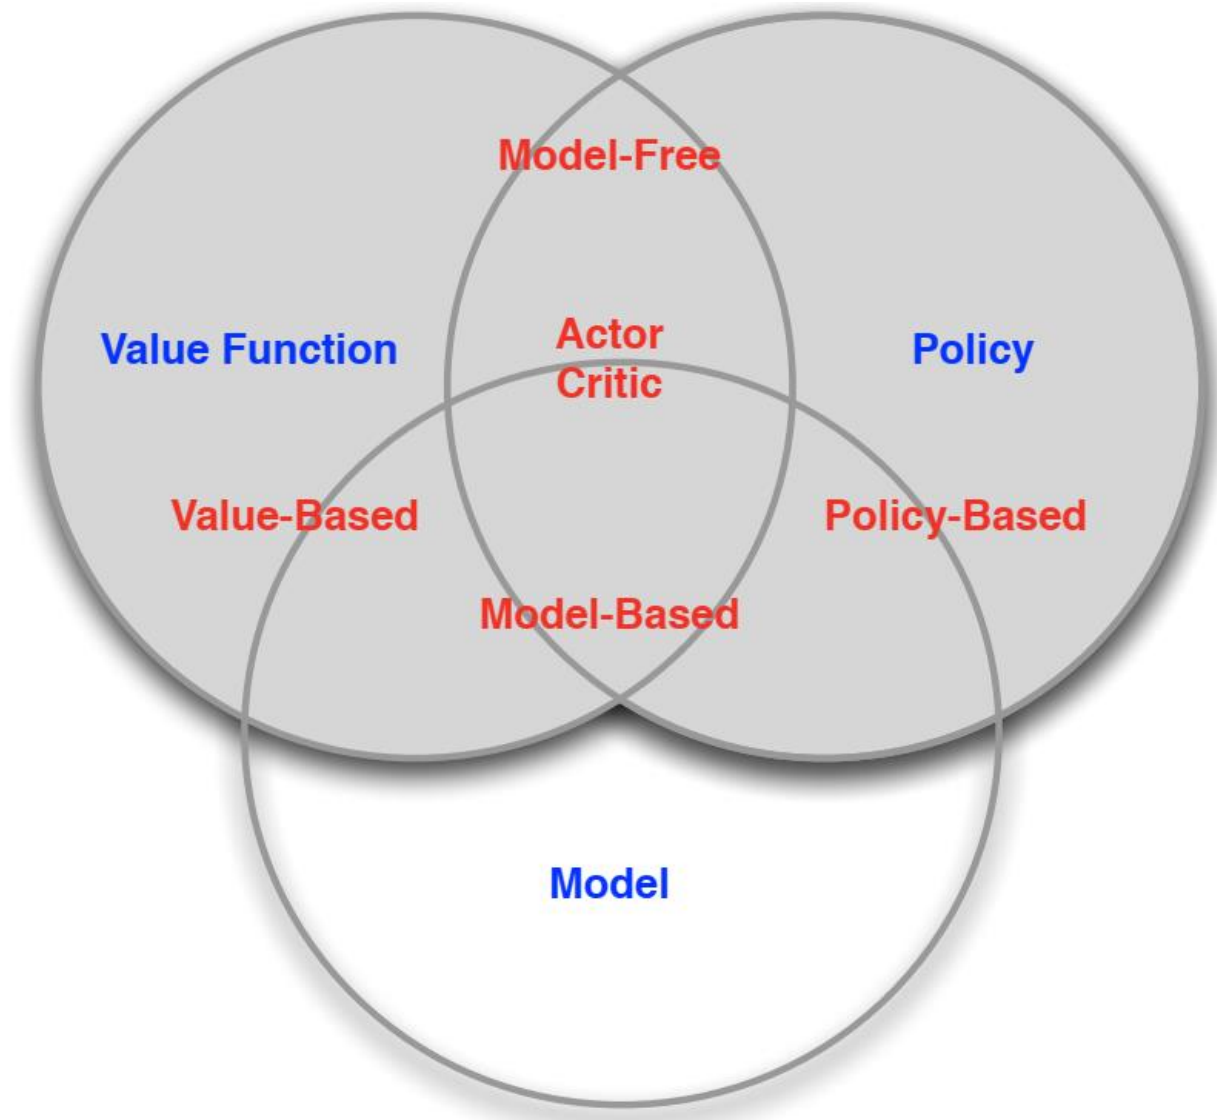 Model-Free
Value Function
Actor
Critic
Policy
Value-Based
Policy-Based
Model-Based
Model